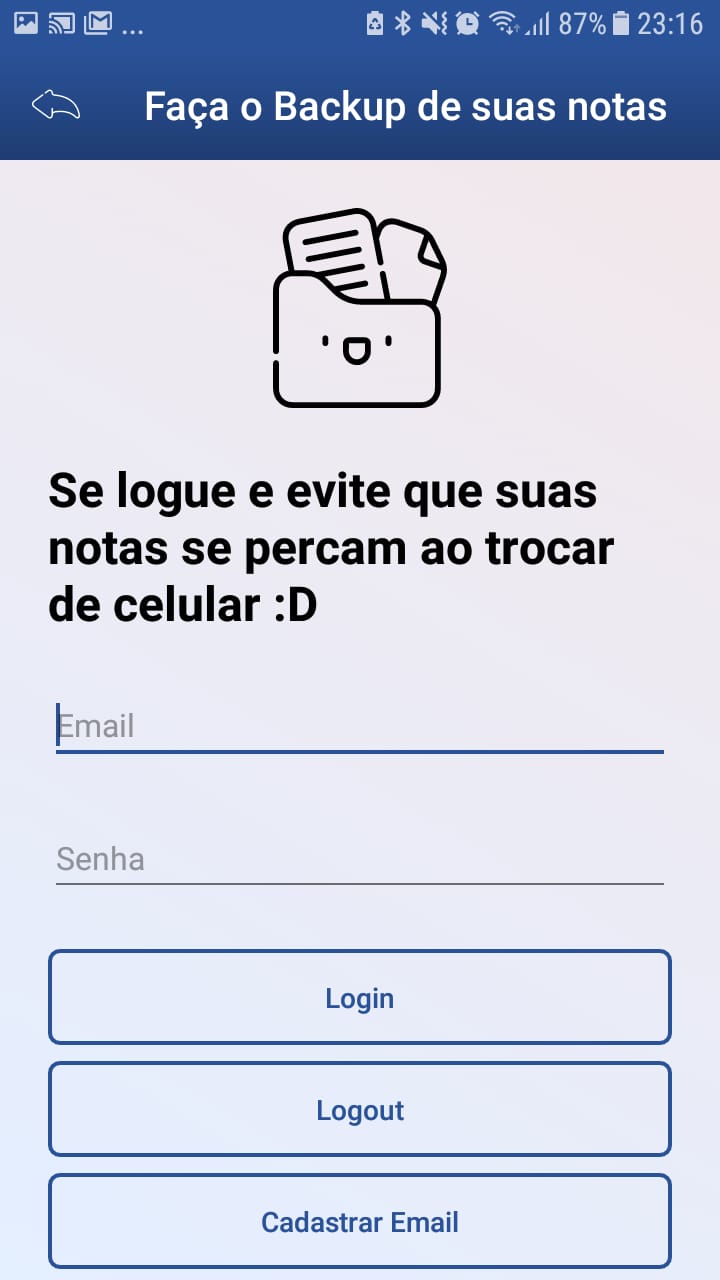 ... 87% 23:16
Faça o Backup de suas notas
Se logue e evite que suas
notas se percam ao trocar
de celular :D
Email
Senha
Login
Logout
Cadastrar Email